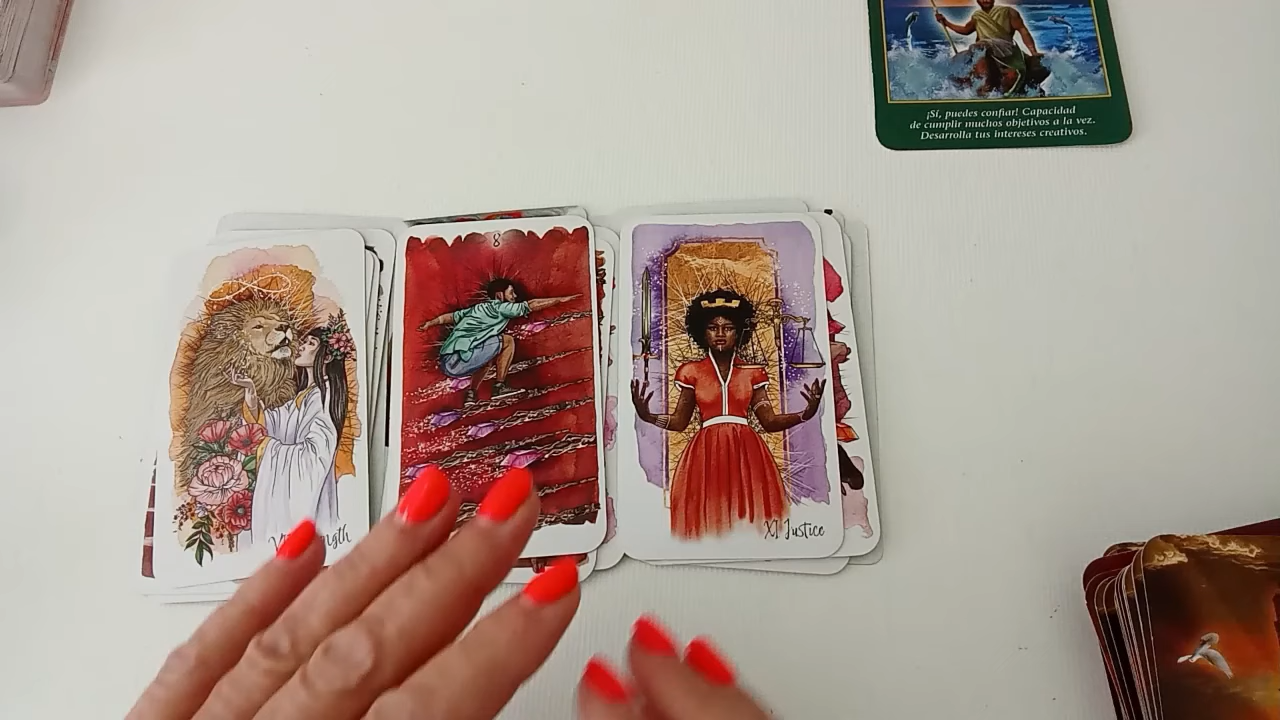 ¡Sí, puedes confiar! Capacidad
de cumplir muchos objetivos a la vez.
Desarrolla tus intereses creativos.
8
XI Justice